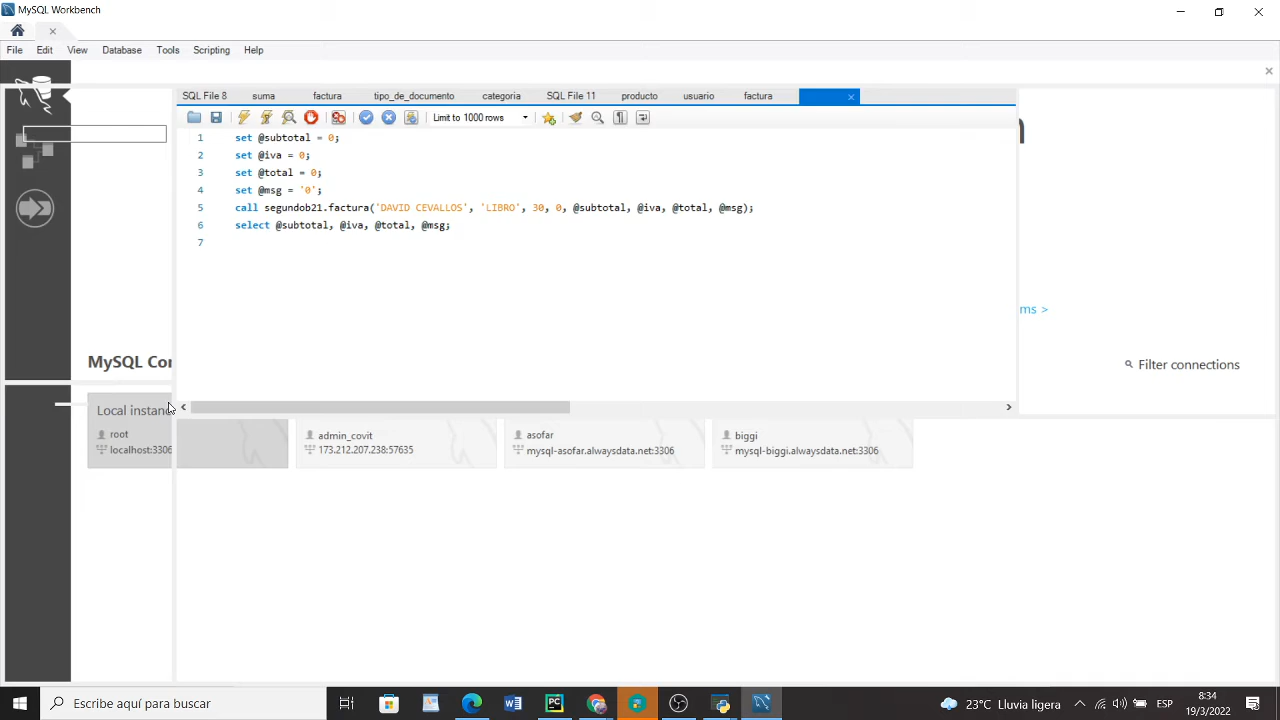 MySQL Workbench
File Edit View Database Tools Scripting Help
SQL File 8 suma factura tipo_de_documento categoria SQL File 11 producto usuario factura
Limit to 1000 rows
1 set @subtotal = 0;
2 set @iva = 0;
3 set @total = 0;
4 set @msg = '0';
5 call segundob21.factura('DAVID CEVALLOS', 'LIBRO', 30, 0, @subtotal, @iva, @total, @msg);
6 select @subtotal, @iva, @total, @msg;
7
ms >
MySQL Con
Filter connections
Local instanc
root
localhost:3306
admin_covit
173.212.207.238:57635
asofar
mysql-asofar.alwaysdata.net:3306
biggi
mysql-biggi.alwaysdata.net:3306
Escribe aquí para buscar
23°C Lluvia ligera
ESP
8:34
19/3/2022